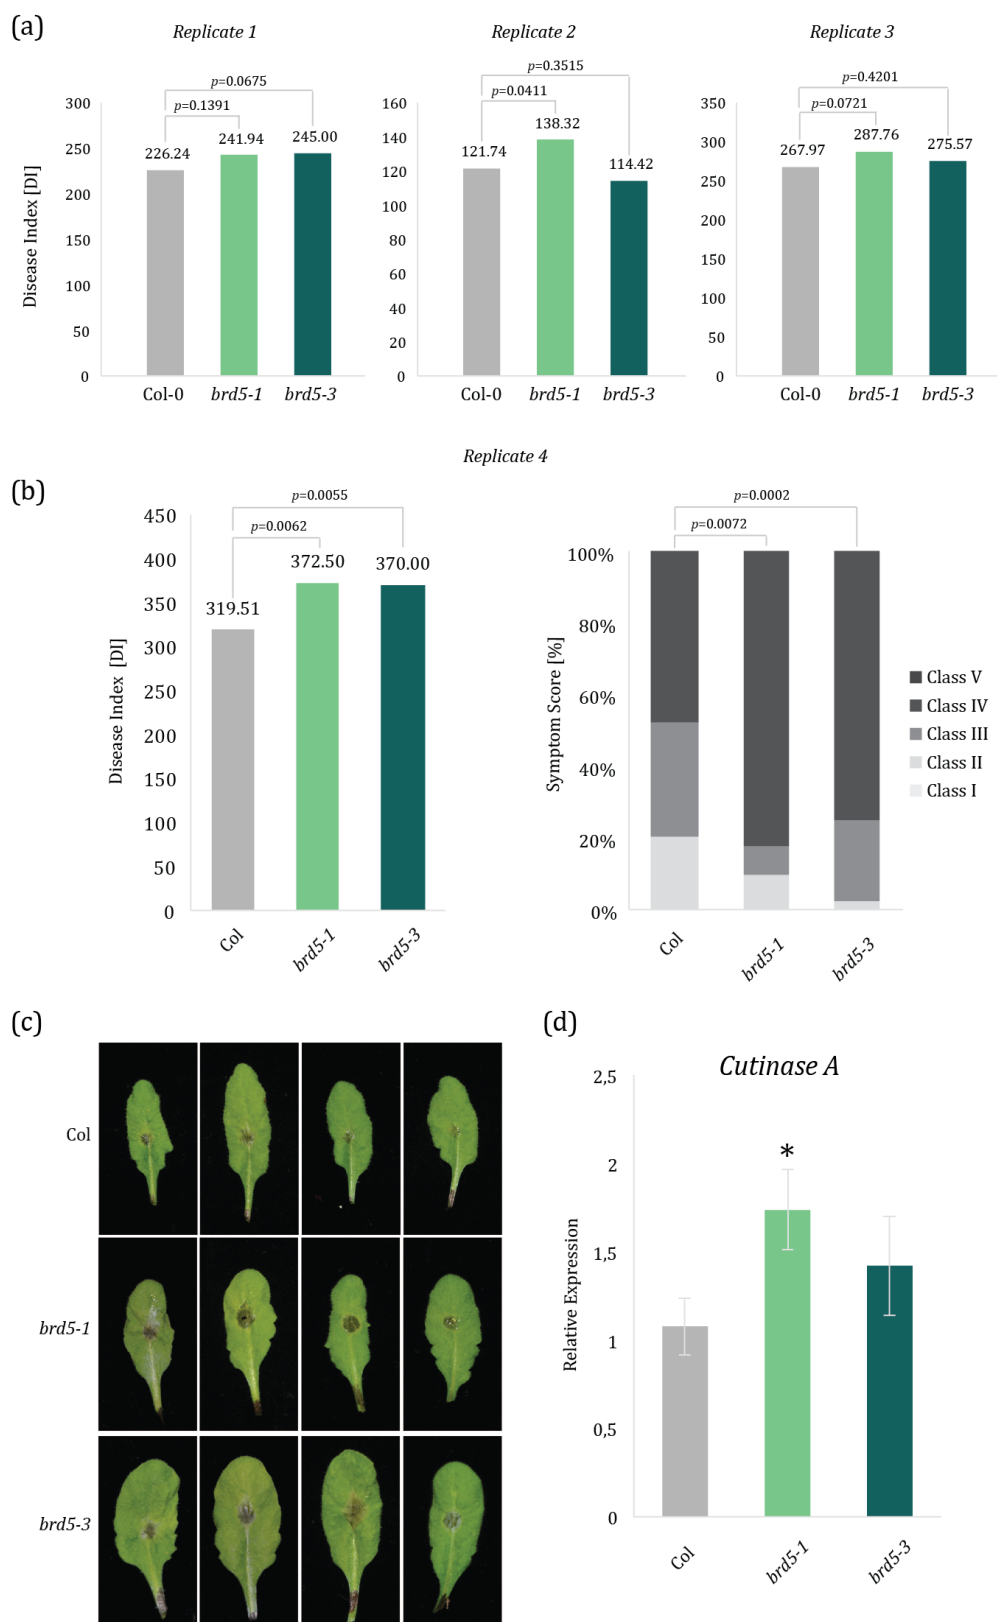 (a)
Replicate 1
Replicate 2
Replicate 3
p=0.0675
p=0.1391
300
250
200
150
100
50
0
Disease Index [DI]
226.24
241.94
245.00
Col-0
brd5-1
brd5-3
p=0.3515
p=0.0411
160
140
120
100
80
60
40
20
0
121.74
138.32
114.42
Col-0
brd5-1
brd5-3
p=0.4201
p=0.0721
350
300
250
200
150
100
50
0
267.97
287.76
275.57
Col-0
brd5-1
brd5-3
Replicate 4
(b)
p=0.0055
p=0.0062
450
400
350
300
250
200
150
100
50
0
Disease Index [DI]
319.51
372.50
370.00
Col
brd5-1
brd5-3
p=0.0002
p=0.0072
100%
80%
60%
40%
20%
0%
Symptom Score [%]
Col
brd5-1
brd5-3
Class V
Class IV
Class III
Class II
Class I
(c)
Col
brd5-1
brd5-3
(d)
Cutinase A
2,5
2
1,5
1
0,5
0
Relative Expression
*
Col
brd5-1
brd5-3